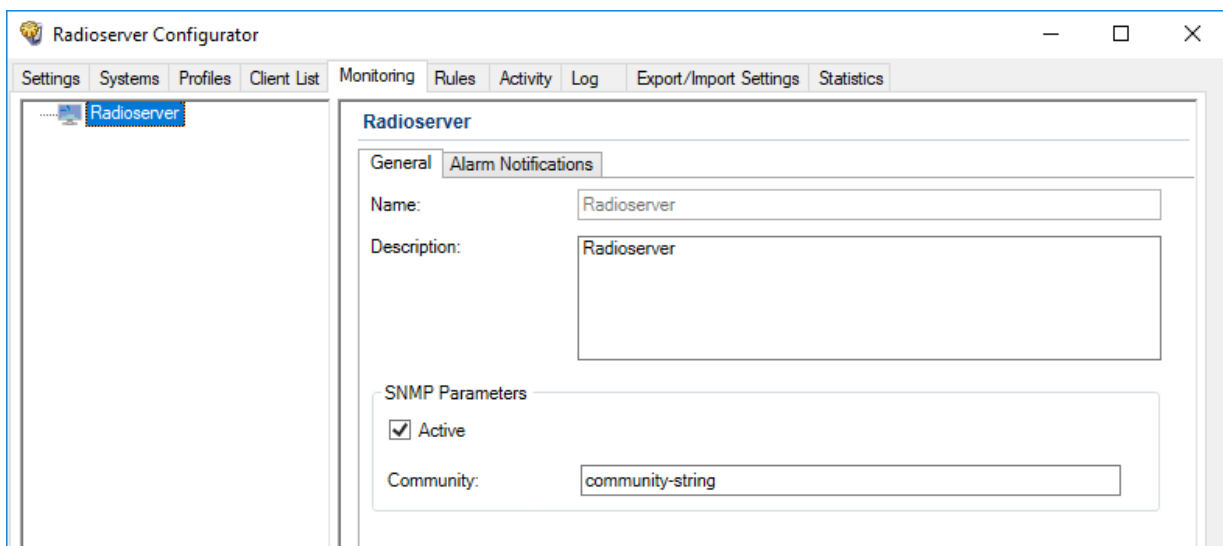 Radioserver Configurator
Settings Systems Profiles Client List Monitoring Rules Activity Log Export/Import Settings Statistics
Radioserver
Radioserver
General Alarm Notifications
Name: Radioserver
Description: Radioserver
SNMP Parameters
Active
Community: community-string